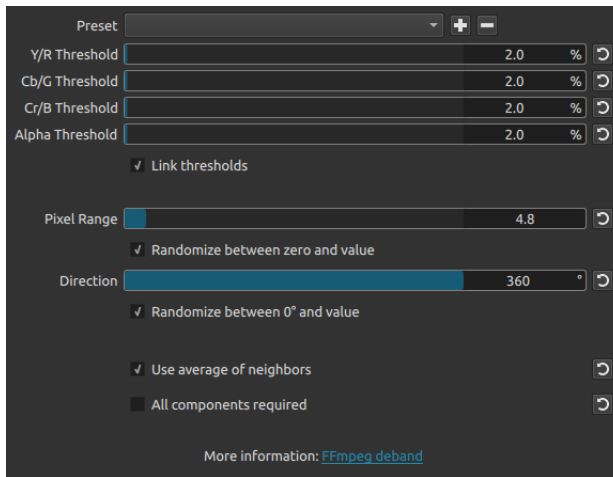 Preset
Y/R Threshold 2.0 %
Cb/G Threshold 2.0 %
Cr/B Threshold 2.0 %
Alpha Threshold 2.0 %
Link thresholds
Pixel Range 4.8
Randomize between zero and value
Direction 360 °
Randomize between 0° and value
Use average of neighbors
All components required
More information: FFmpeg deband